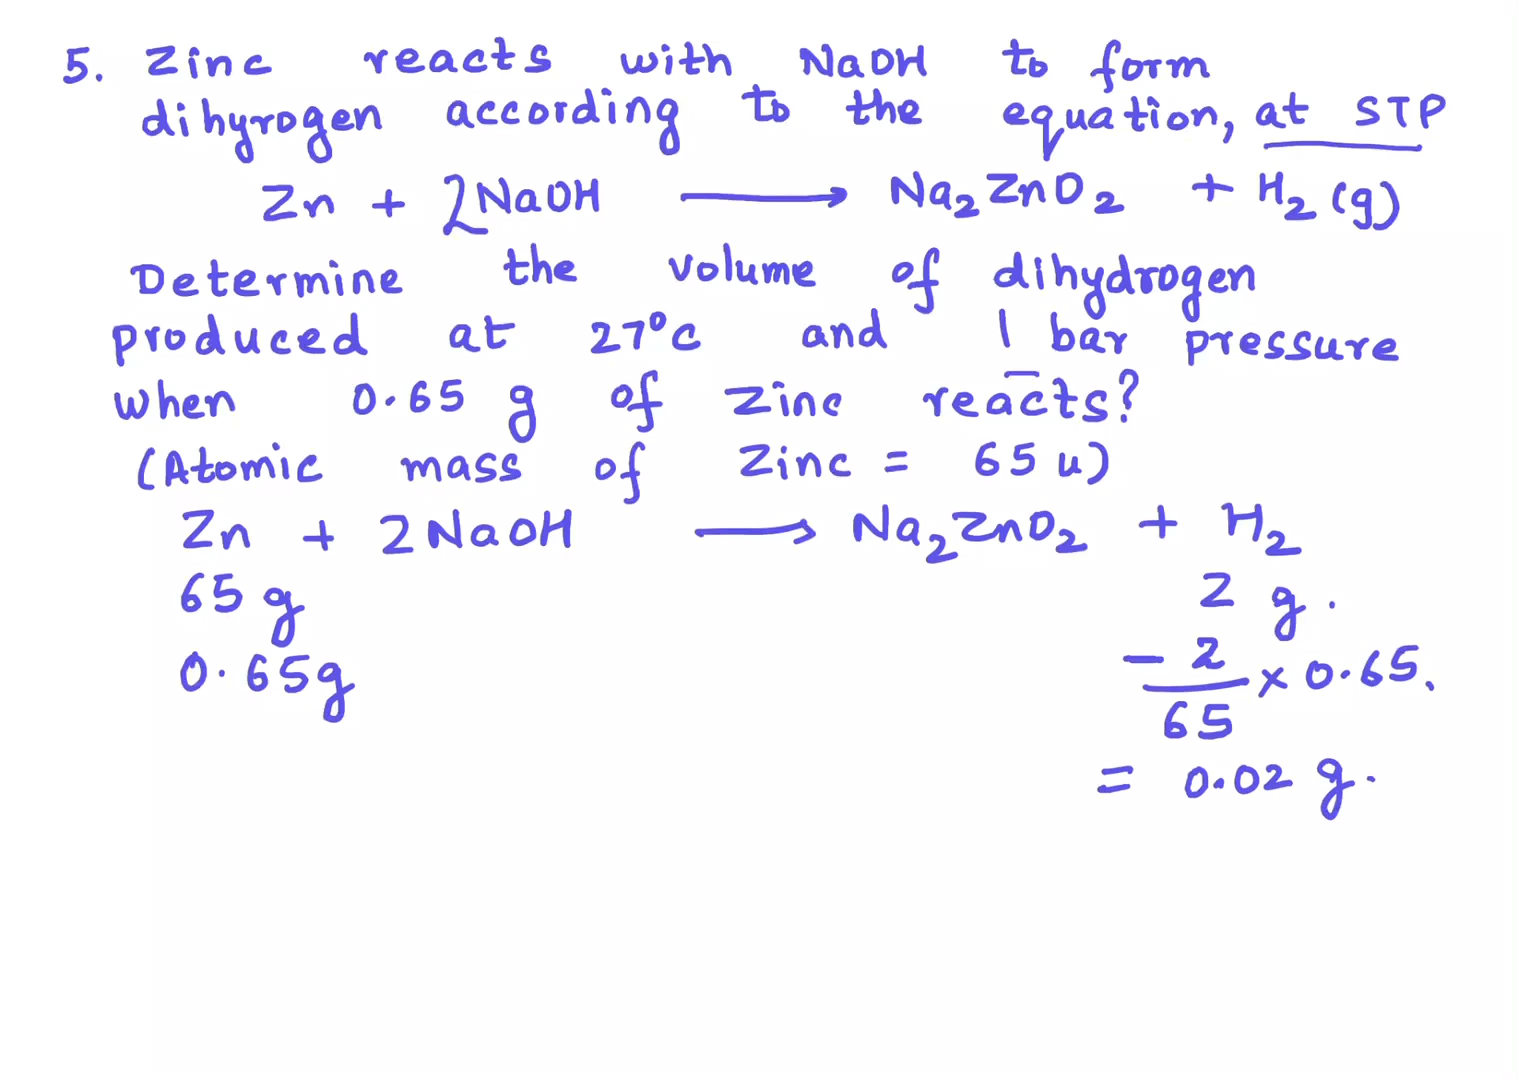 5. Zinc reacts with NaOH to form
dihyrogen according to the equation, at STP
Zn + 2NaOH ⟶ Na₂ZnO₂ + H₂(g)
Determine the volume of dihydrogen
produced at 27°C and 1 bar pressure
when 0.65 g of Zinc reacts?
(Atomic mass of Zinc = 65 u)
Zn + 2NaOH ⟶ Na₂ZnO₂ + H₂
65 g 2 g.
0.65g - 2/65 × 0.65.
= 0.02 g.